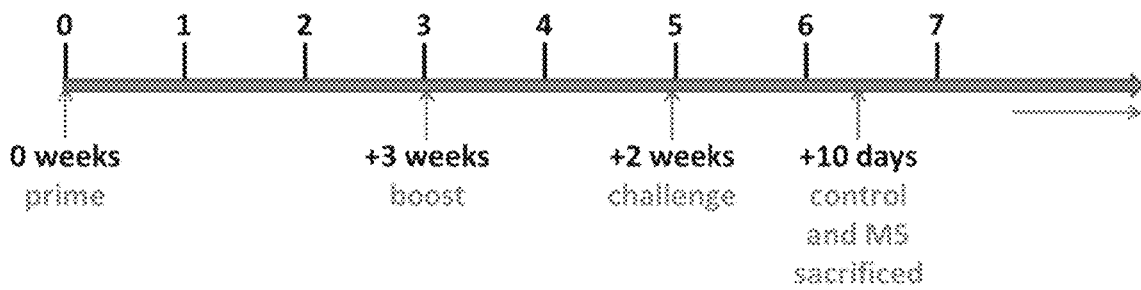 0 1 2 3 4 5 6 7
0 weeks +3 weeks +2 weeks +10 days
prime boost challenge control
and MS
sacrificed